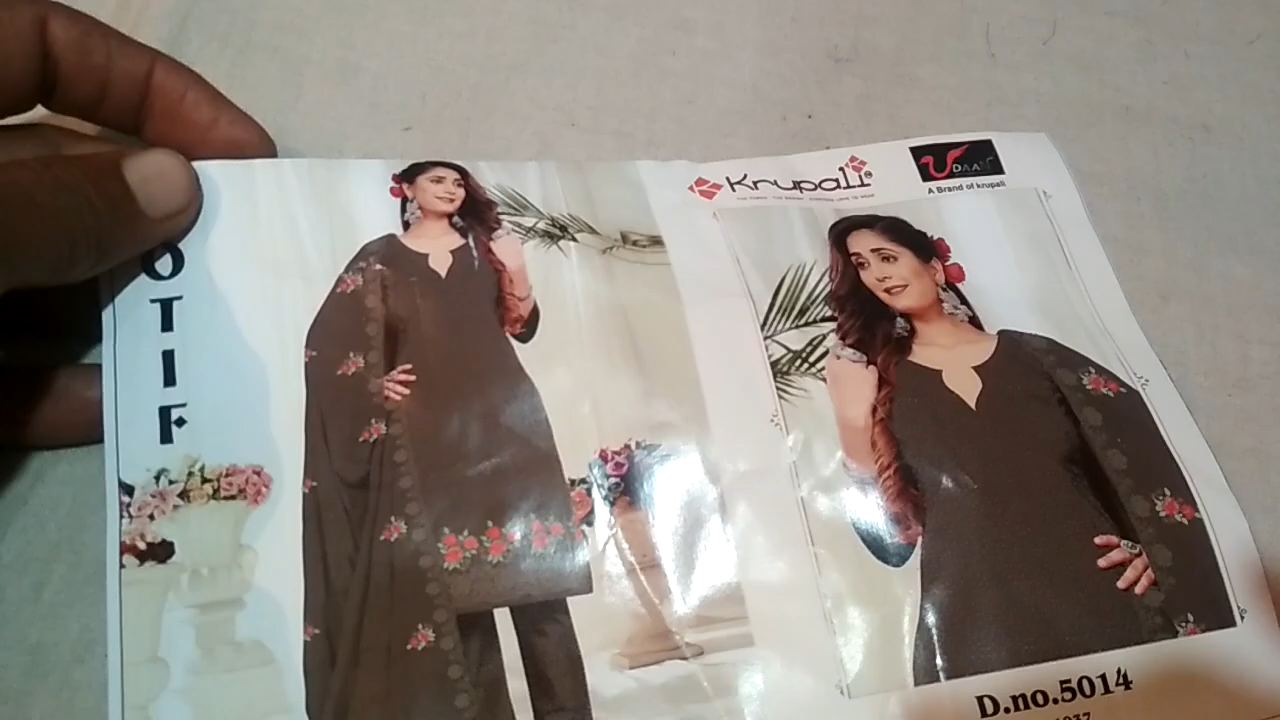 OTIF
Krupali
UDAAN
A Brand of krupali
D.no.5014